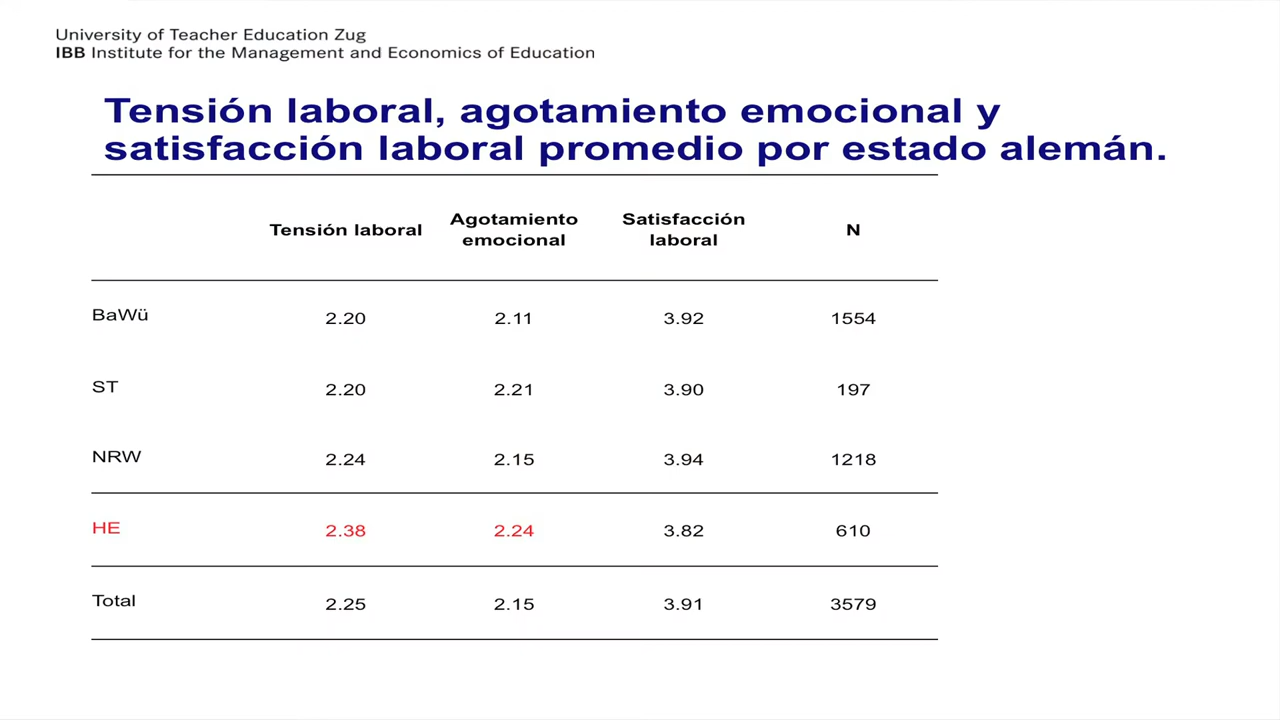 University of Teacher Education Zug
IBB Institute for the Management and Economics of Education
Tensión laboral, agotamiento emocional y
satisfacción laboral promedio por estado alemán.
Tensión laboral Agotamiento emocional Satisfacción laboral N
BaWü 2.20 2.11 3.92 1554
ST 2.20 2.21 3.90 197
NRW 2.24 2.15 3.94 1218
HE 2.38 2.24 3.82 610
Total 2.25 2.15 3.91 3579